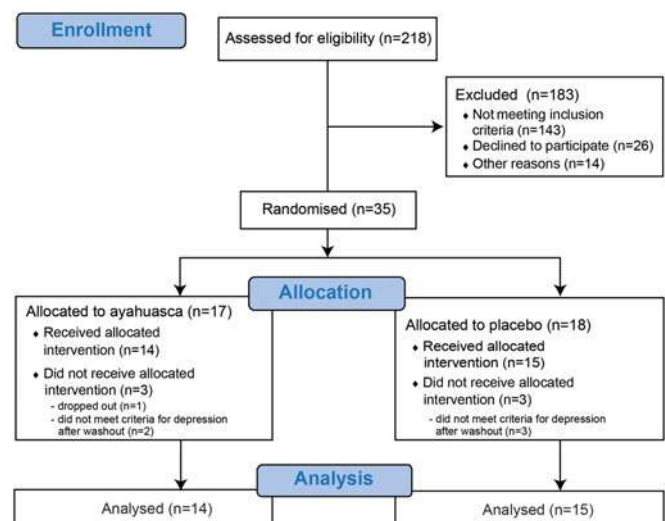 Enrollment
Assessed for eligibility (n=218)
Excluded (n=183)
♦ Not meeting inclusion
criteria (n=143)
♦ Declined to participate (n=26)
♦ Other reasons (n=14)
Randomised (n=35)
Allocation
Allocated to ayahuasca (n=17)
♦ Received allocated
intervention (n=14)
♦ Did not receive allocated
intervention (n=3)
- dropped out (n=1)
- did not meet criteria for depression
after washout (n=2)
Allocated to placebo (n=18)
♦ Received allocated
intervention (n=15)
♦ Did not receive allocated
intervention (n=3)
- did not meet criteria for depression
after washout (n=3)
Analysis
Analysed (n=14)
Analysed (n=15)